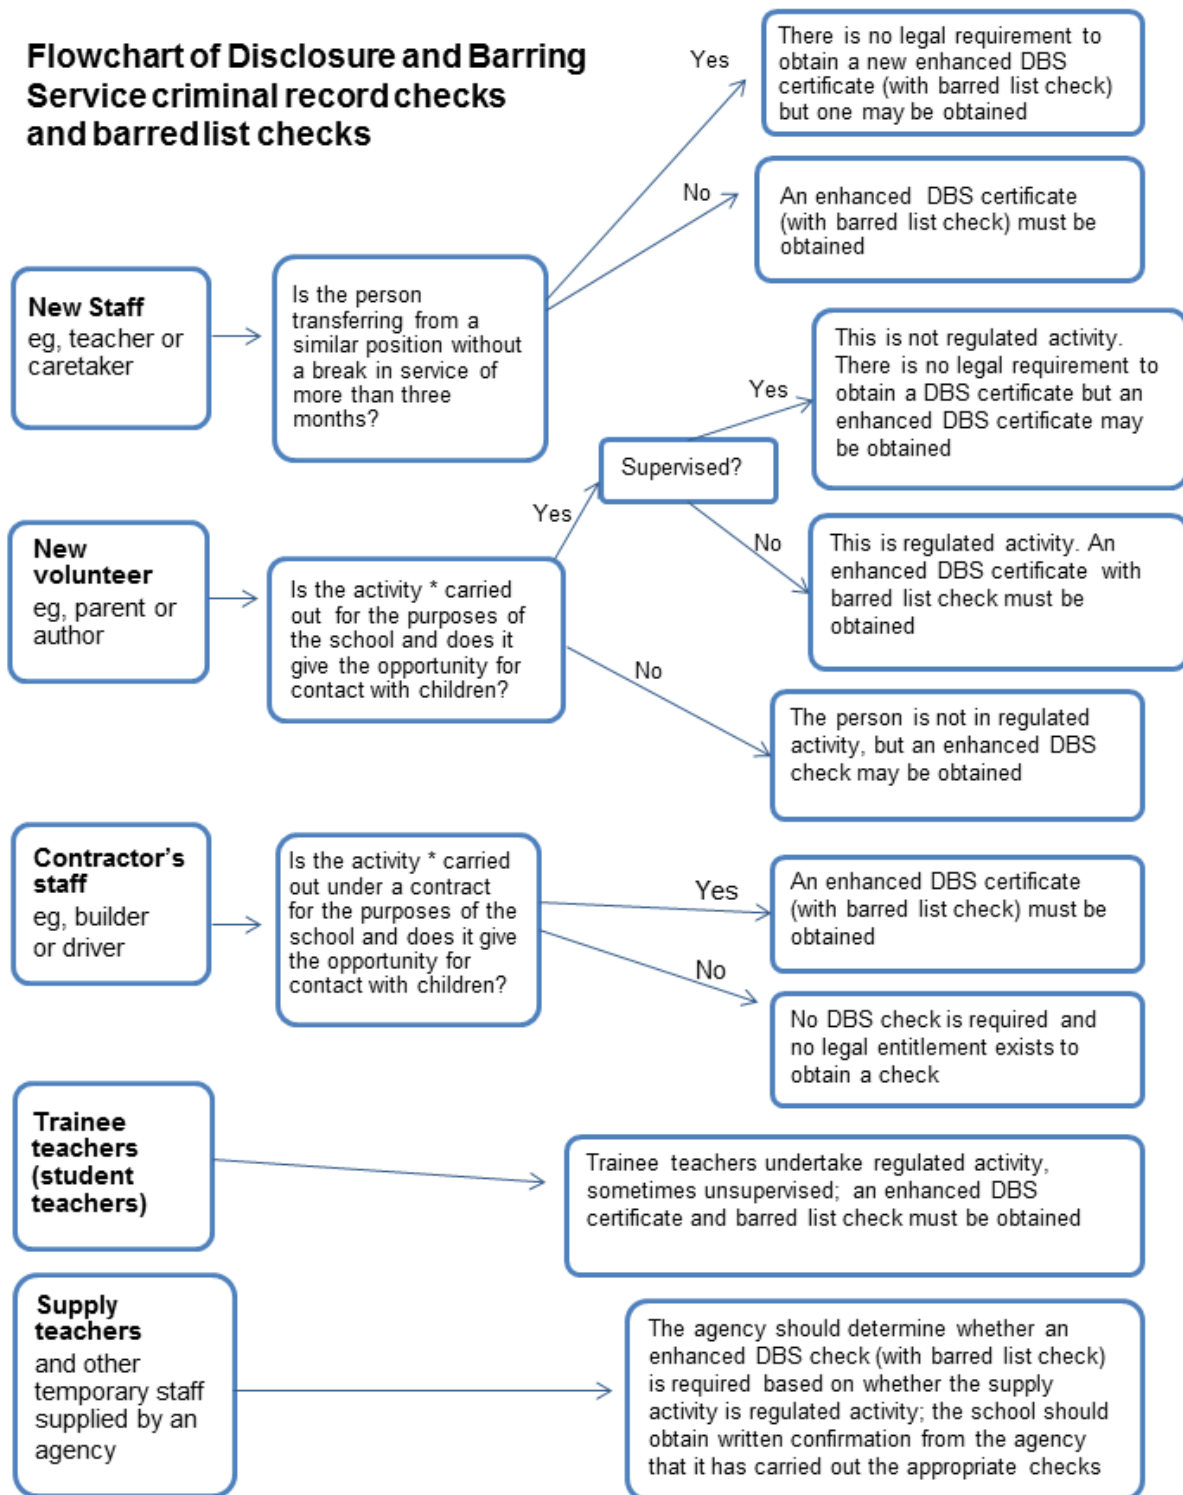 Flowchart of Disclosure and Barring
Service criminal record checks
and barred list checks
New Staff
eg, teacher or
caretaker
Is the person
transferring from a
similar position without
a break in service of
more than three
months?
Yes
There is no legal requirement to
obtain a new enhanced DBS
certificate (with barred list check)
but one may be obtained
No
An enhanced DBS certificate
(with barred list check) must be
obtained
New
volunteer
eg, parent or
author
Is the activity * carried
out for the purposes of
the school and does it
give the opportunity for
contact with children?
Yes
Supervised?
Yes
This is not regulated activity.
There is no legal requirement to
obtain a DBS certificate but an
enhanced DBS certificate may
be obtained
No
This is regulated activity. An
enhanced DBS certificate with
barred list check must be
obtained
No
The person is not in regulated
activity, but an enhanced DBS
check may be obtained
Contractor's
staff
eg, builder
or driver
Is the activity * carried
out under a contract
for the purposes of the
school and does it give
the opportunity for
contact with children?
Yes
An enhanced DBS certificate
(with barred list check) must be
obtained
No
No DBS check is required and
no legal entitlement exists to
obtain a check
Trainee
teachers
(student
teachers)
Trainee teachers undertake regulated activity,
sometimes unsupervised; an enhanced DBS
certificate and barred list check must be obtained
Supply
teachers
and other
temporary staff
supplied by an
agency
The agency should determine whether an
enhanced DBS check (with barred list check)
is required based on whether the supply
activity is regulated activity; the school should
obtain written confirmation from the agency
that it has carried out the appropriate checks